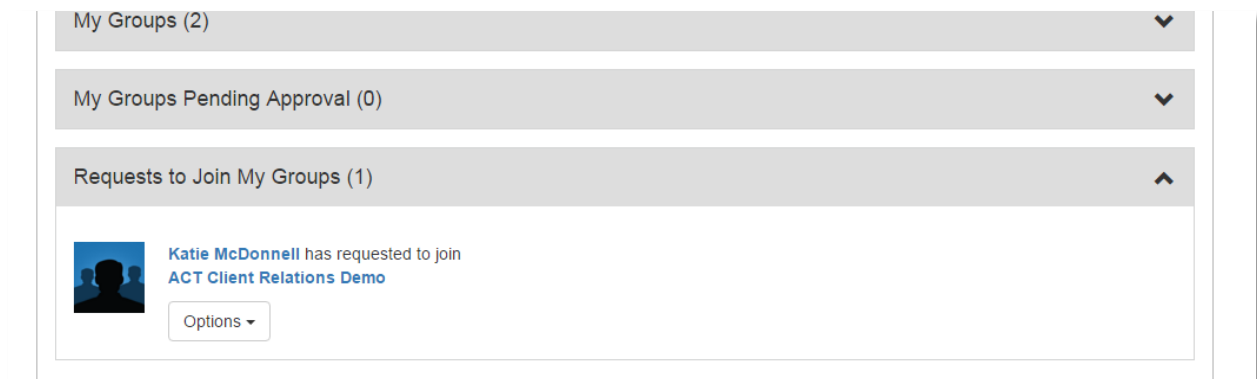 My Groups (2)
My Groups Pending Approval (0)
Requests to Join My Groups (1)
Katie McDonnell has requested to join
ACT Client Relations Demo
Options